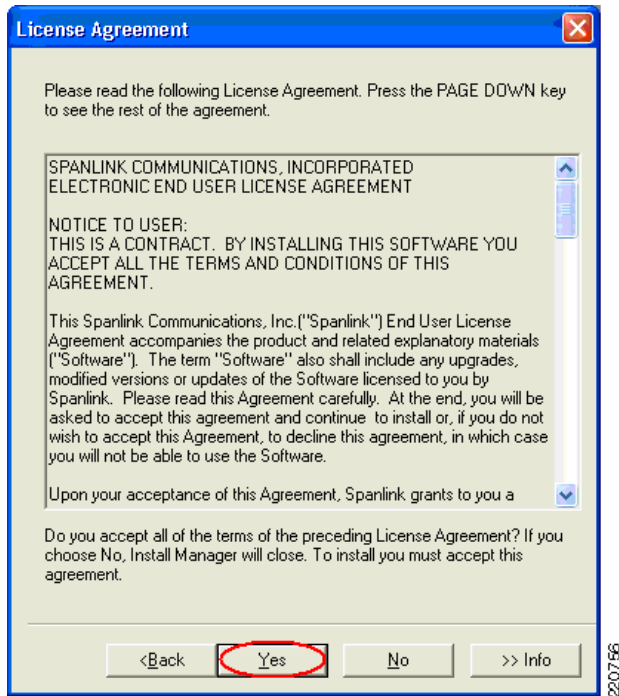 License Agreement
Please read the following License Agreement. Press the PAGE DOWN key
to see the rest of the agreement.
SPANLINK COMMUNICATIONS, INCORPORATED
ELECTRONIC END USER LICENSE AGREEMENT
NOTICE TO USER:
THIS IS A CONTRACT.  BY INSTALLING THIS SOFTWARE YOU
ACCEPT ALL THE TERMS AND CONDITIONS OF THIS
AGREEMENT.
This Spanlink Communications, Inc.("Spanlink") End User License
Agreement accompanies the product and related explanatory materials
("Software").  The term "Software" also shall include any upgrades,
modified versions or updates of the Software licensed to you by
Spanlink.  Please read this Agreement carefully.  At the end, you will be
asked to accept this agreement and continue  to install or, if you do not
wish to accept this Agreement, to decline this agreement, in which case
you will not be able to use the Software.
Upon your acceptance of this Agreement, Spanlink grants to you a
Do you accept all of the terms of the preceding License Agreement? If you
choose No, Install Manager will close. To install you must accept this
agreement.
<Back Yes No >> Info
220756